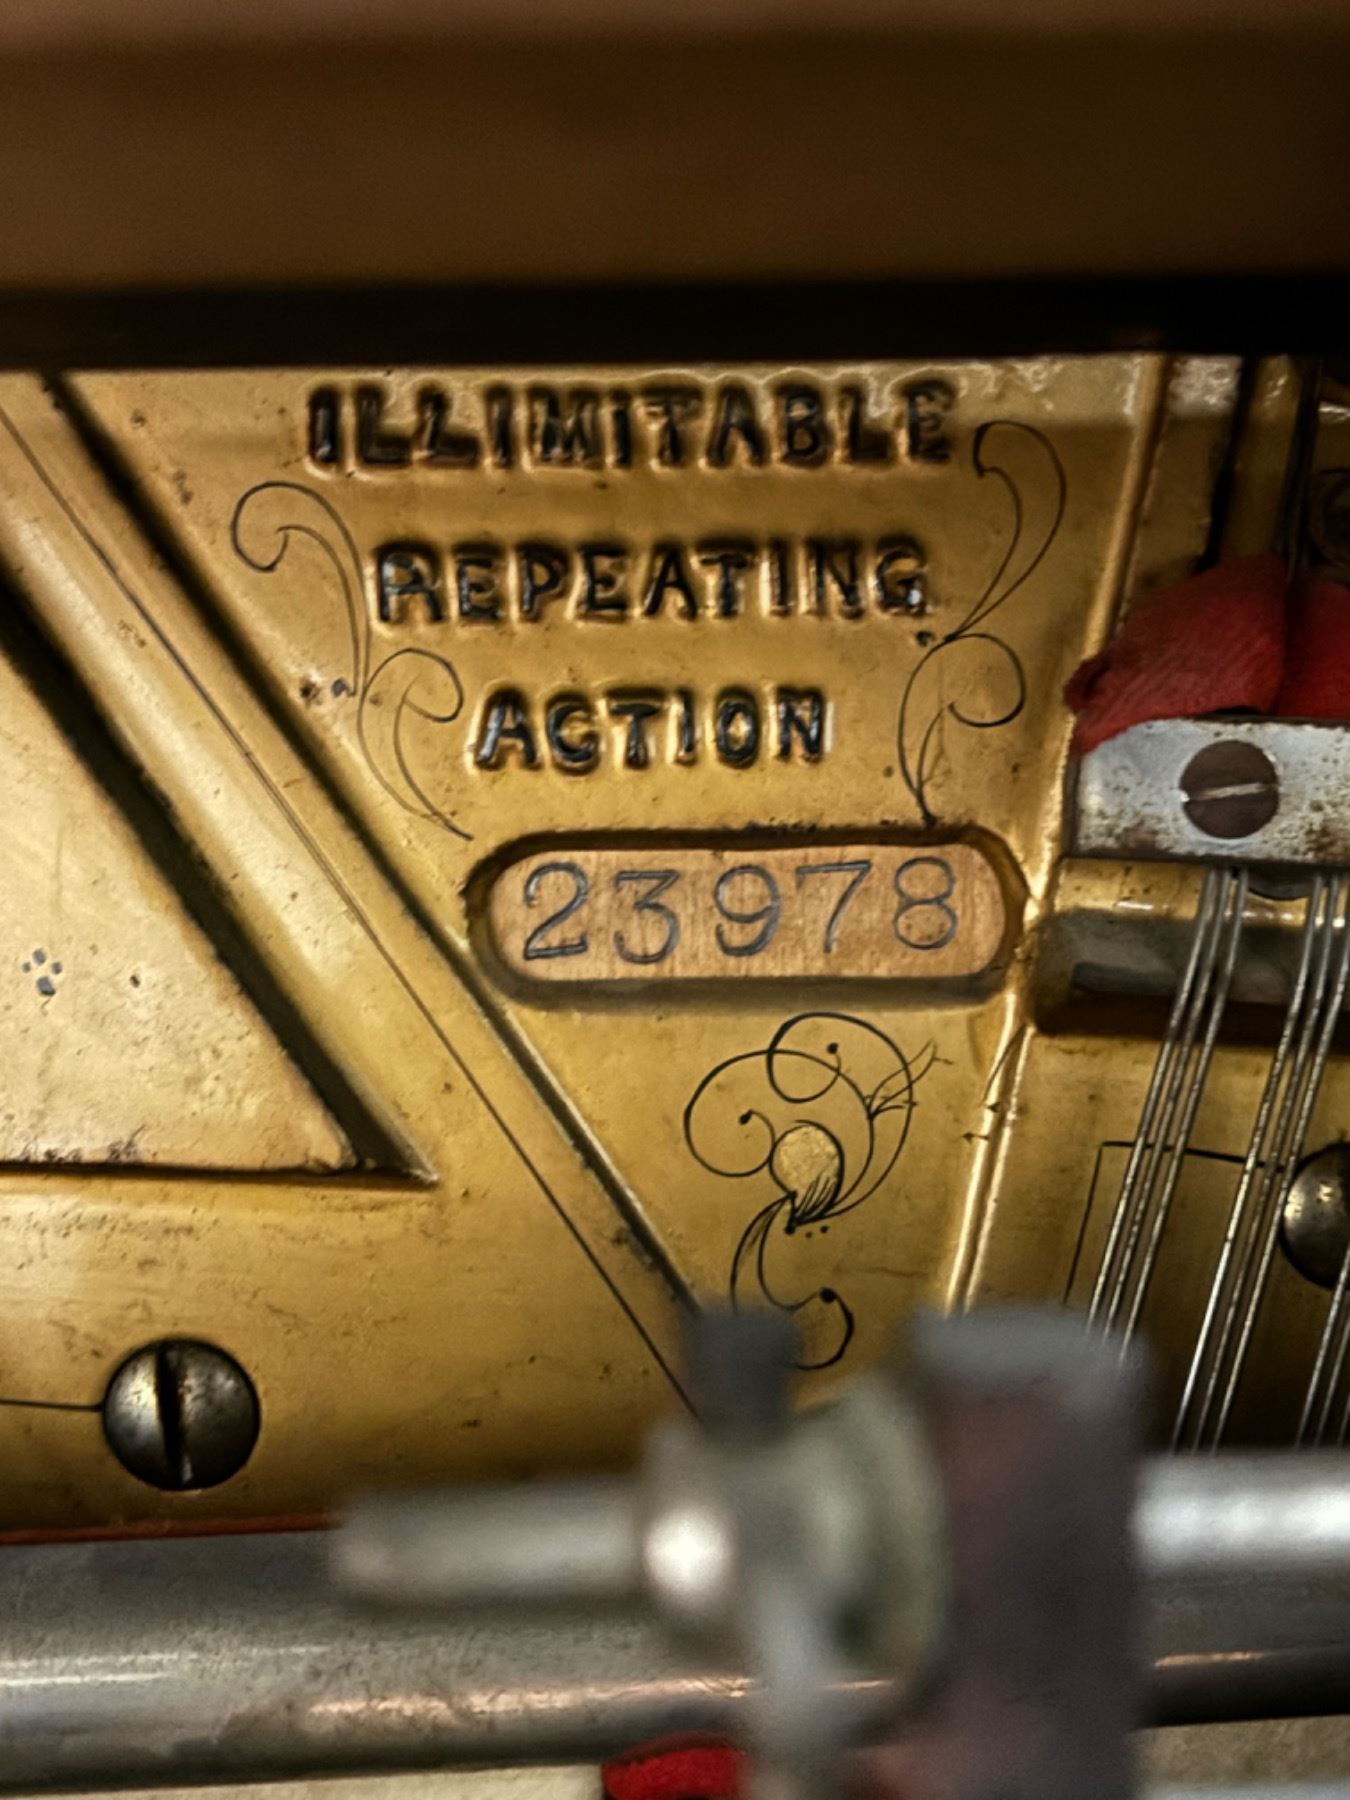 ILLIMITABLE
REPEATING
ACTION
23978